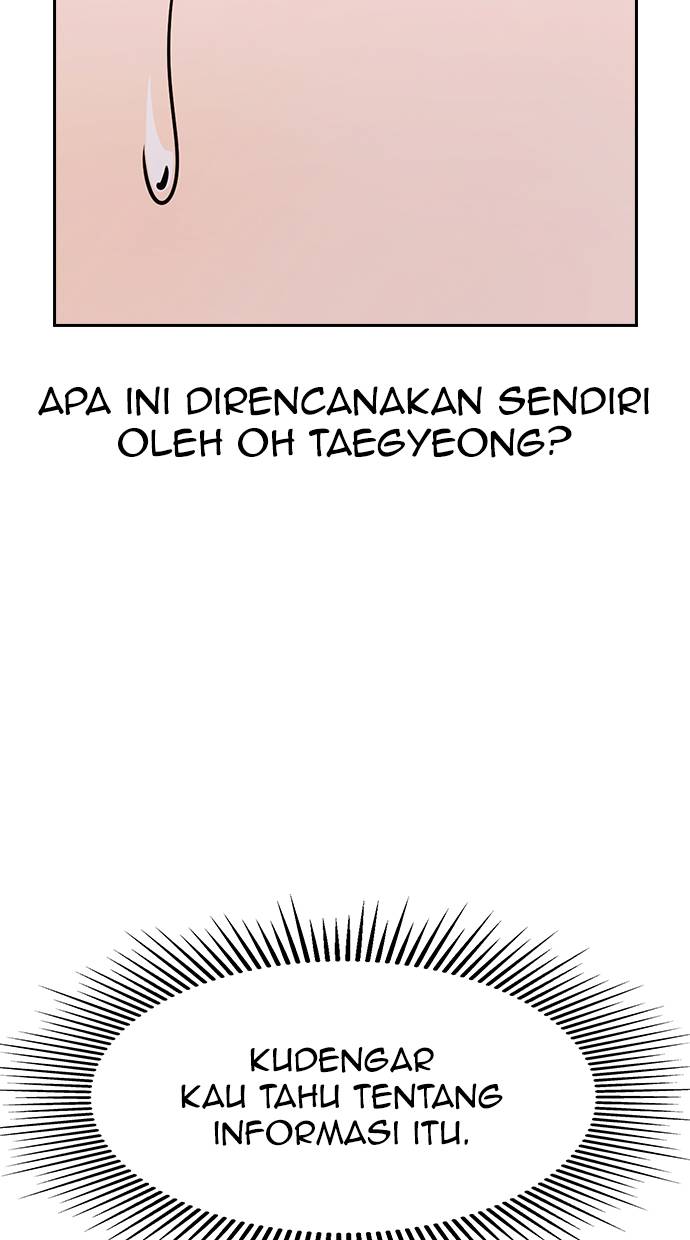 APA INI DIRENCANAKAN SENDIRI
OLEH OH TAEGYEONG?
KUDENGAR
KAU TAHU TENTANG
INFORMASI ITU.